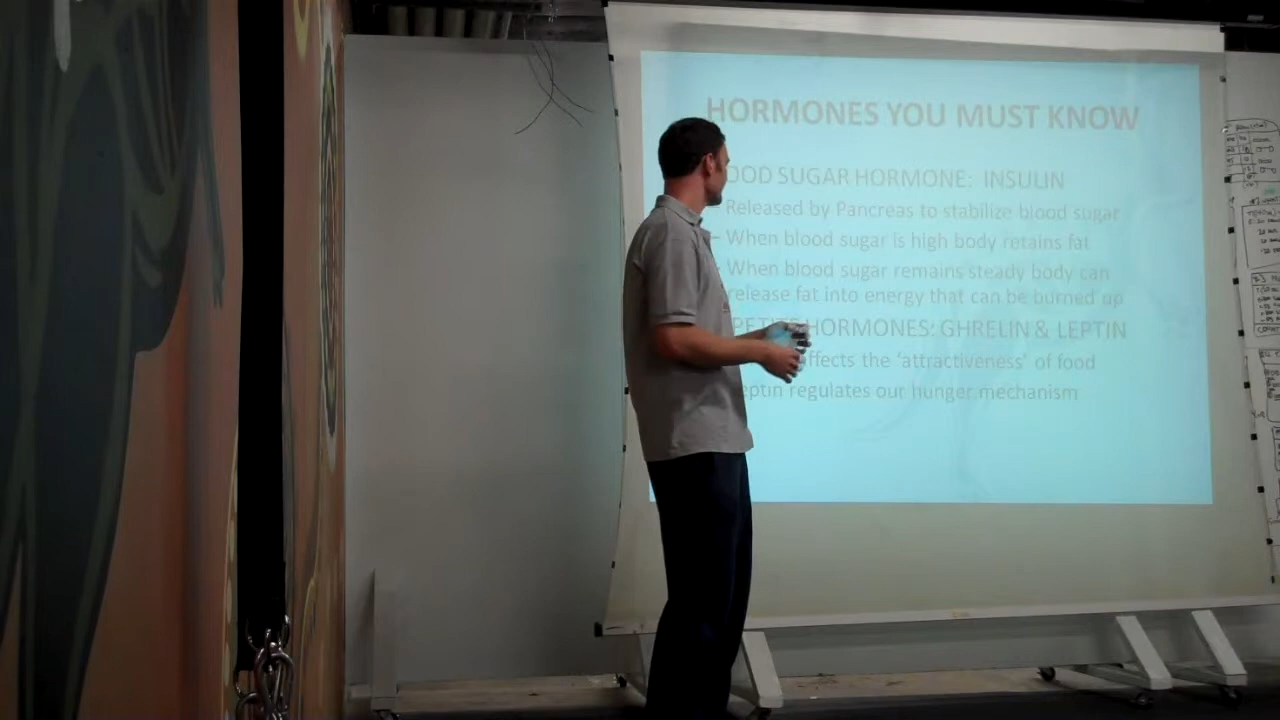 HORMONES YOU MUST KNOW
OOD SUGAR HORMONE: INSULIN
– Released by Pancreas to stabilize blood sugar
– When blood sugar is high body retains fat
When blood sugar remains steady body can
release fat into energy that can be burned up
PETITE HORMONES: GHRELIN & LEPTIN
affects the ‘attractiveness’ of food
eptin regulates our hunger mechanism